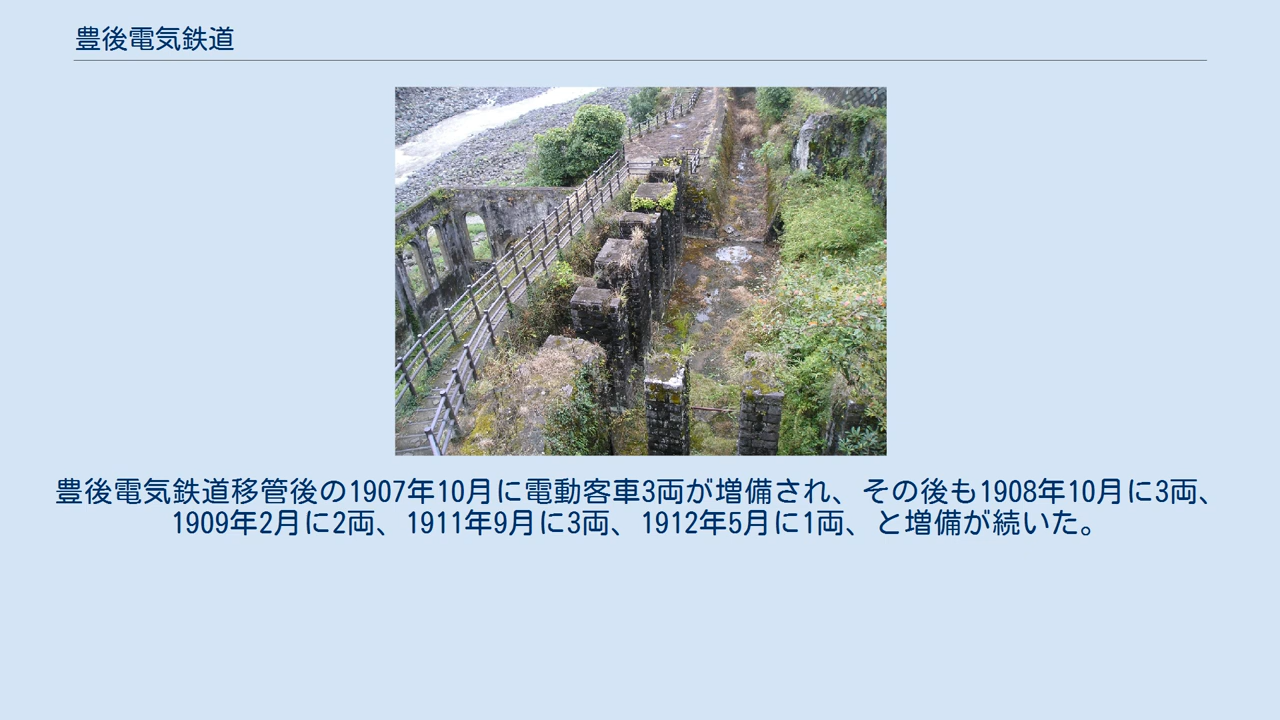 豊後電気鉄道
豊後電気鉄道移管後の1907年10月に電動客車3両が増備され、その後も1908年10月に3両、
1909年2月に2両、1911年9月に3両、1912年5月に1両、と増備が続いた。